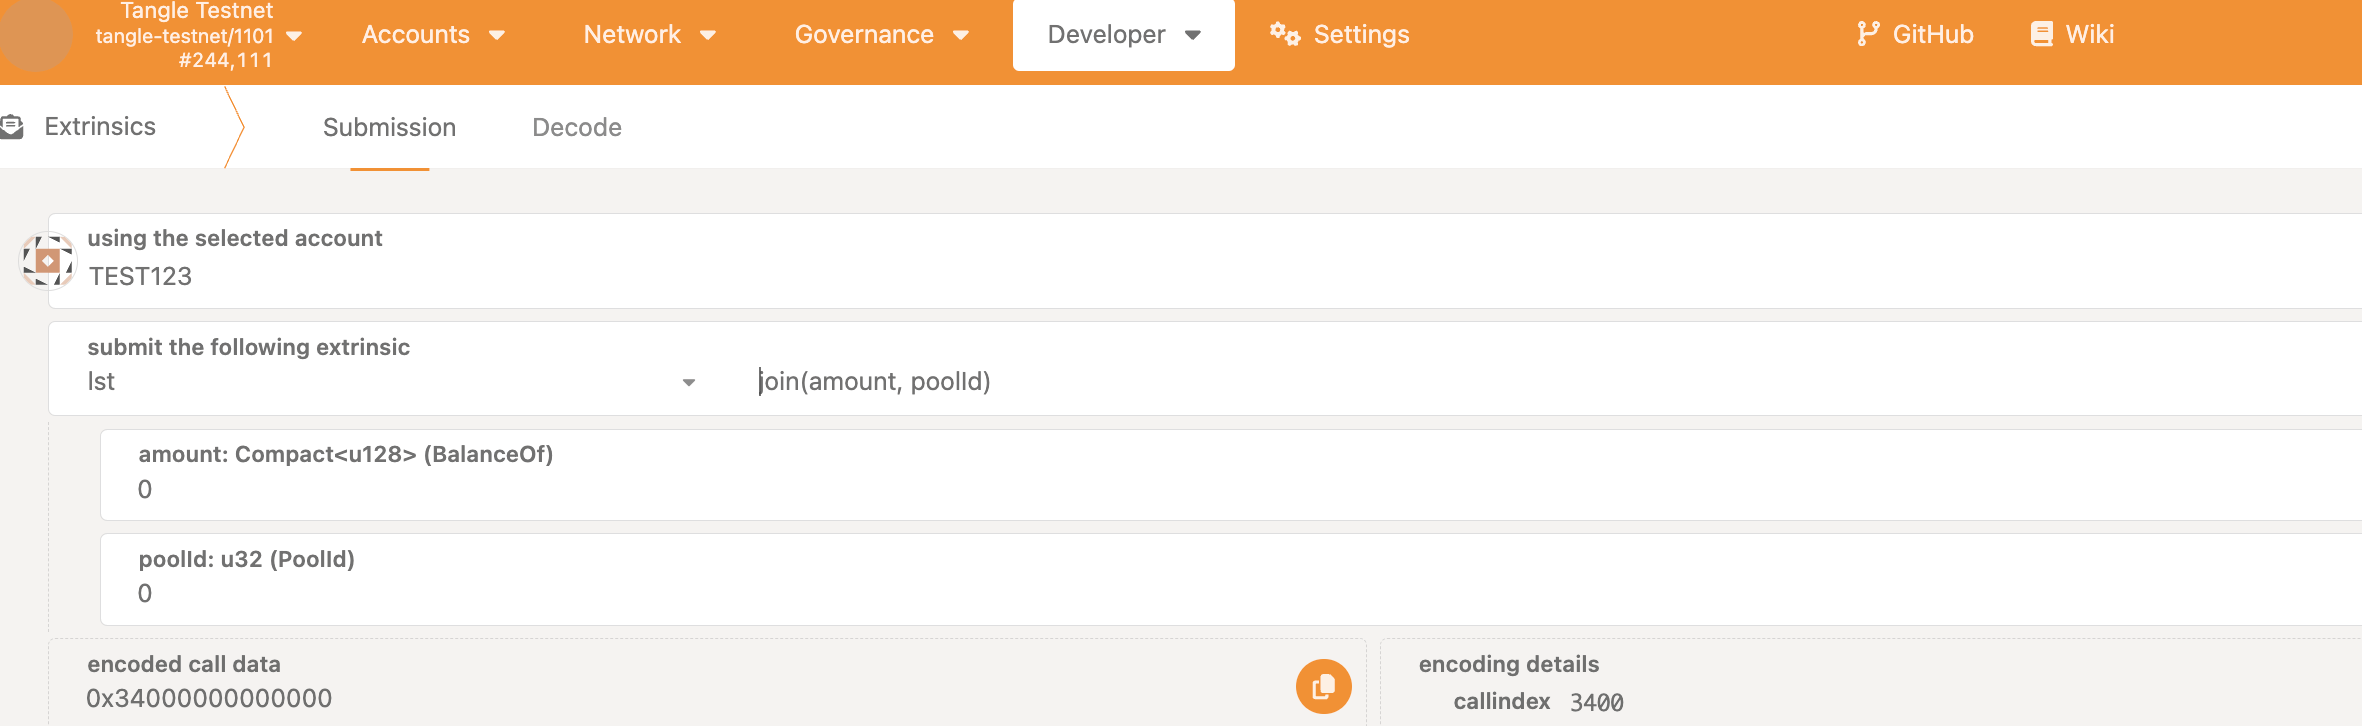 Tangle Testnet
tangle-testnet/1101
#244,111
Accounts
Network
Governance
Developer
Settings
GitHub
Wiki
Extrinsics
Submission
Decode
using the selected account
TEST123
submit the following extrinsic
lst
join(amount, poolId)
amount: Compact<u128> (BalanceOf)
0
poolId: u32 (PoolId)
0
encoded call data
0x34000000000000
encoding details
callindex 3400